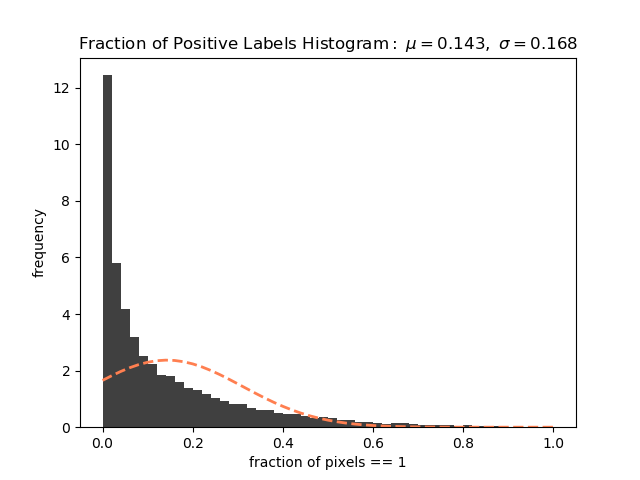 Fraction of Positive Labels Histogram: μ = 0.143, σ = 0.168
12
10
8
6
4
2
0
frequency
0.0 0.2 0.4 0.6 0.8 1.0
fraction of pixels == 1